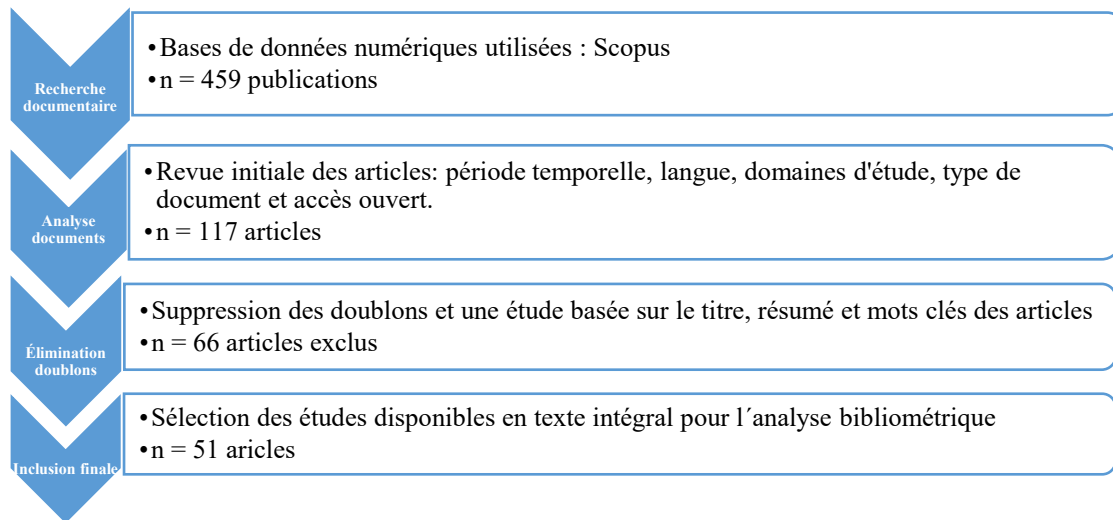 Recherche
documentaire
•Bases de données numériques utilisées : Scopus
•n = 459 publications
Analyse
documents
•Revue initiale des articles: période temporelle, langue, domaines d'étude, type de
document et accès ouvert.
•n = 117 articles
Élimination
doublons
•Suppression des doublons et une étude basée sur le titre, résumé et mots clés des articles
•n = 66 articles exclus
Inclusion finale
•Sélection des études disponibles en texte intégral pour l´analyse bibliométrique
•n = 51 aricles